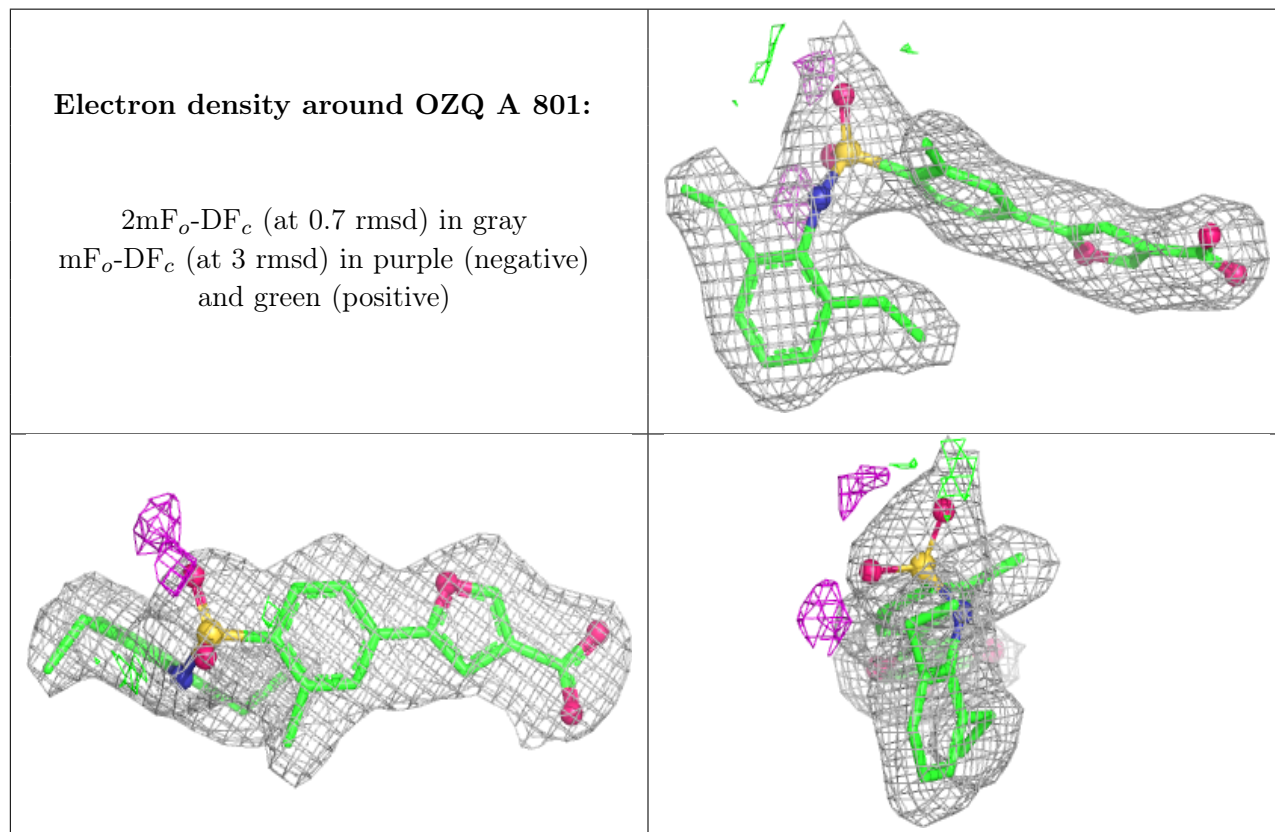 Electron density around OZQ A 801:
2mFₒ-DF𝒸 (at 0.7 rmsd) in gray
mFₒ-DF𝒸 (at 3 rmsd) in purple (negative)
and green (positive)